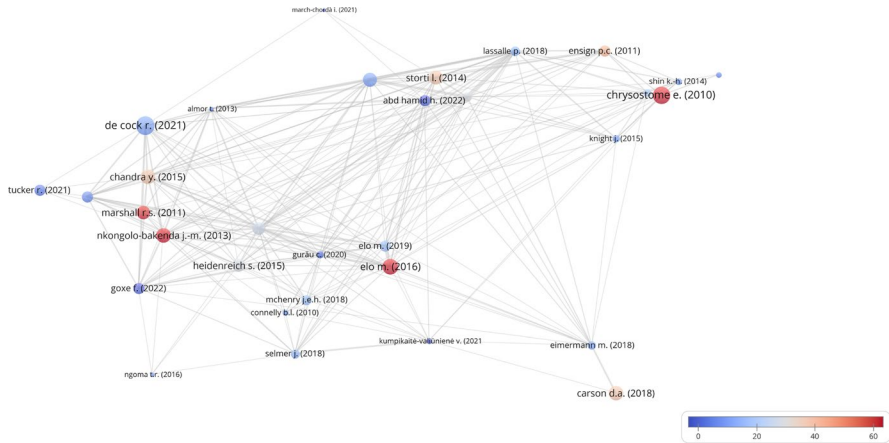 march-chordà i. (2021)
lassalle p. (2018)
ensign p.c. (2011)
storti l. (2014)
shin k.-h. (2014)
chrysostome e. (2010)
abd hamid h. (2022)
almor t. (2013)
de cock r. (2021)
knight j. (2015)
chandra y. (2015)
tucker r. (2021)
marshall r.s. (2011)
nkongolo-bakenda j.-m. (2013)
elo m. (2019)
gurău c. (2020)
heidenreich s. (2015)
elo m. (2016)
goxe f. (2022)
mchenry j.e.h. (2018)
connelly b.l. (2010)
kumpikaitė-valiūnienė v. (2021
eimermann m. (2018)
selmer j. (2018)
ngoma t.r. (2016)
carson d.a. (2018)
0 20 40 60